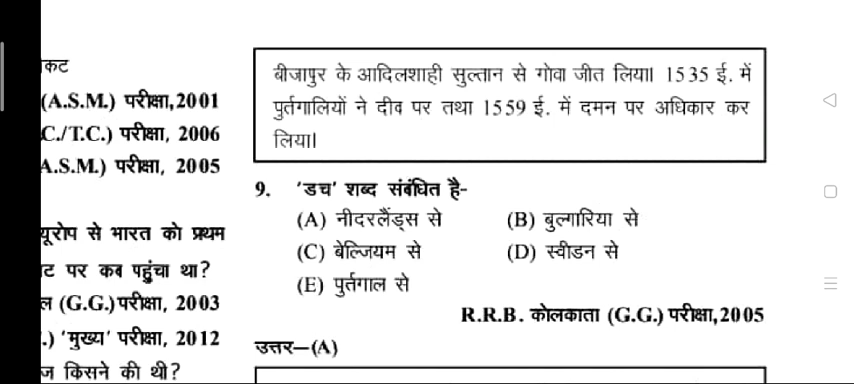 कट
(A.S.M.) परीक्षा,2001
C./T.C.) परीक्षा, 2006
A.S.M.) परीक्षा, 2005
यूरोप से भारत को प्रथम
ट पर कब पहुंचा था?
ल (G.G.)परीक्षा, 2003
.) ‘मुख्य’ परीक्षा, 2012
ज किसने की थी?
बीजापुर के आदिलशाही सुल्तान से गोवा जीत लिया। 1535 ई. में
पुर्तगालियों ने दीव पर तथा 1559 ई. में दमन पर अधिकार कर
लिया।
9. ‘डच’ शब्द संबंधित है-
(A) नीदरलैंड्स से (B) बुल्गारिया से
(C) बेल्जियम से (D) स्वीडन से
(E) पुर्तगाल से
R.R.B. कोलकाता (G.G.) परीक्षा,2005
उत्तर—(A)